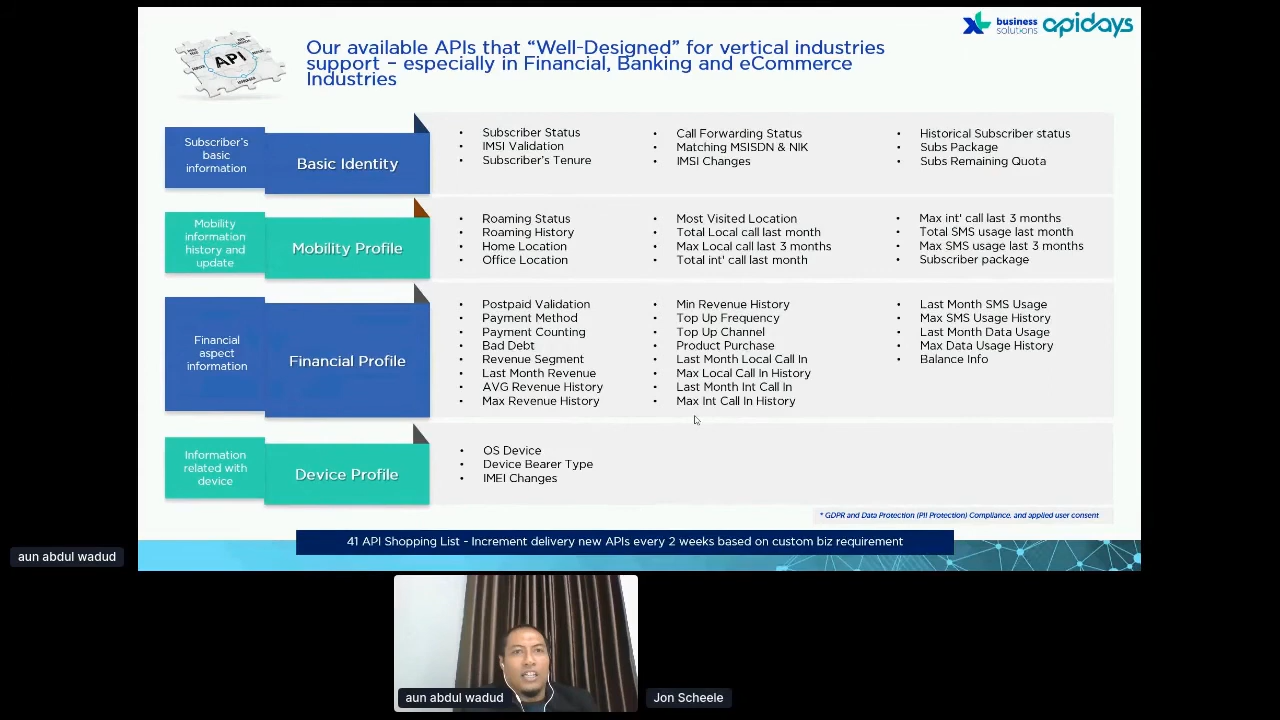 business
solutions
apidays
API
Our available APIs that “Well-Designed” for vertical industries
support – especially in Financial, Banking and eCommerce
Industries
Subscriber's
basic
information
Basic Identity
• Subscriber Status
• IMSI Validation
• Subscriber's Tenure
• Call Forwarding Status
• Matching MSISDN & NIK
• IMSI Changes
• Historical Subscriber status
• Subs Package
• Subs Remaining Quota
Mobility
information
history and
update
Mobility Profile
• Roaming Status
• Roaming History
• Home Location
• Office Location
• Most Visited Location
• Total Local call last month
• Max Local call last 3 months
• Total int' call last month
• Max int' call last 3 months
• Total SMS usage last month
• Max SMS usage last 3 months
• Subscriber package
Financial
aspect
information
Financial Profile
• Postpaid Validation
• Payment Method
• Payment Counting
• Bad Debt
• Revenue Segment
• Last Month Revenue
• AVG Revenue History
• Max Revenue History
• Min Revenue History
• Top Up Frequency
• Top Up Channel
• Product Purchase
• Last Month Local Call In
• Max Local Call In History
• Last Month Int Call In
• Max Int Call In History
• Last Month SMS Usage
• Max SMS Usage History
• Last Month Data Usage
• Max Data Usage History
• Balance Info
Information
related with
device
Device Profile
• OS Device
• Device Bearer Type
• IMEI Changes
* GDPR and Data Protection (PII Protection) Compliance, and applied user consent
41 API Shopping List - Increment delivery new APIs every 2 weeks based on custom biz requirement
aun abdul wadud
aun abdul wadud
Jon Scheele